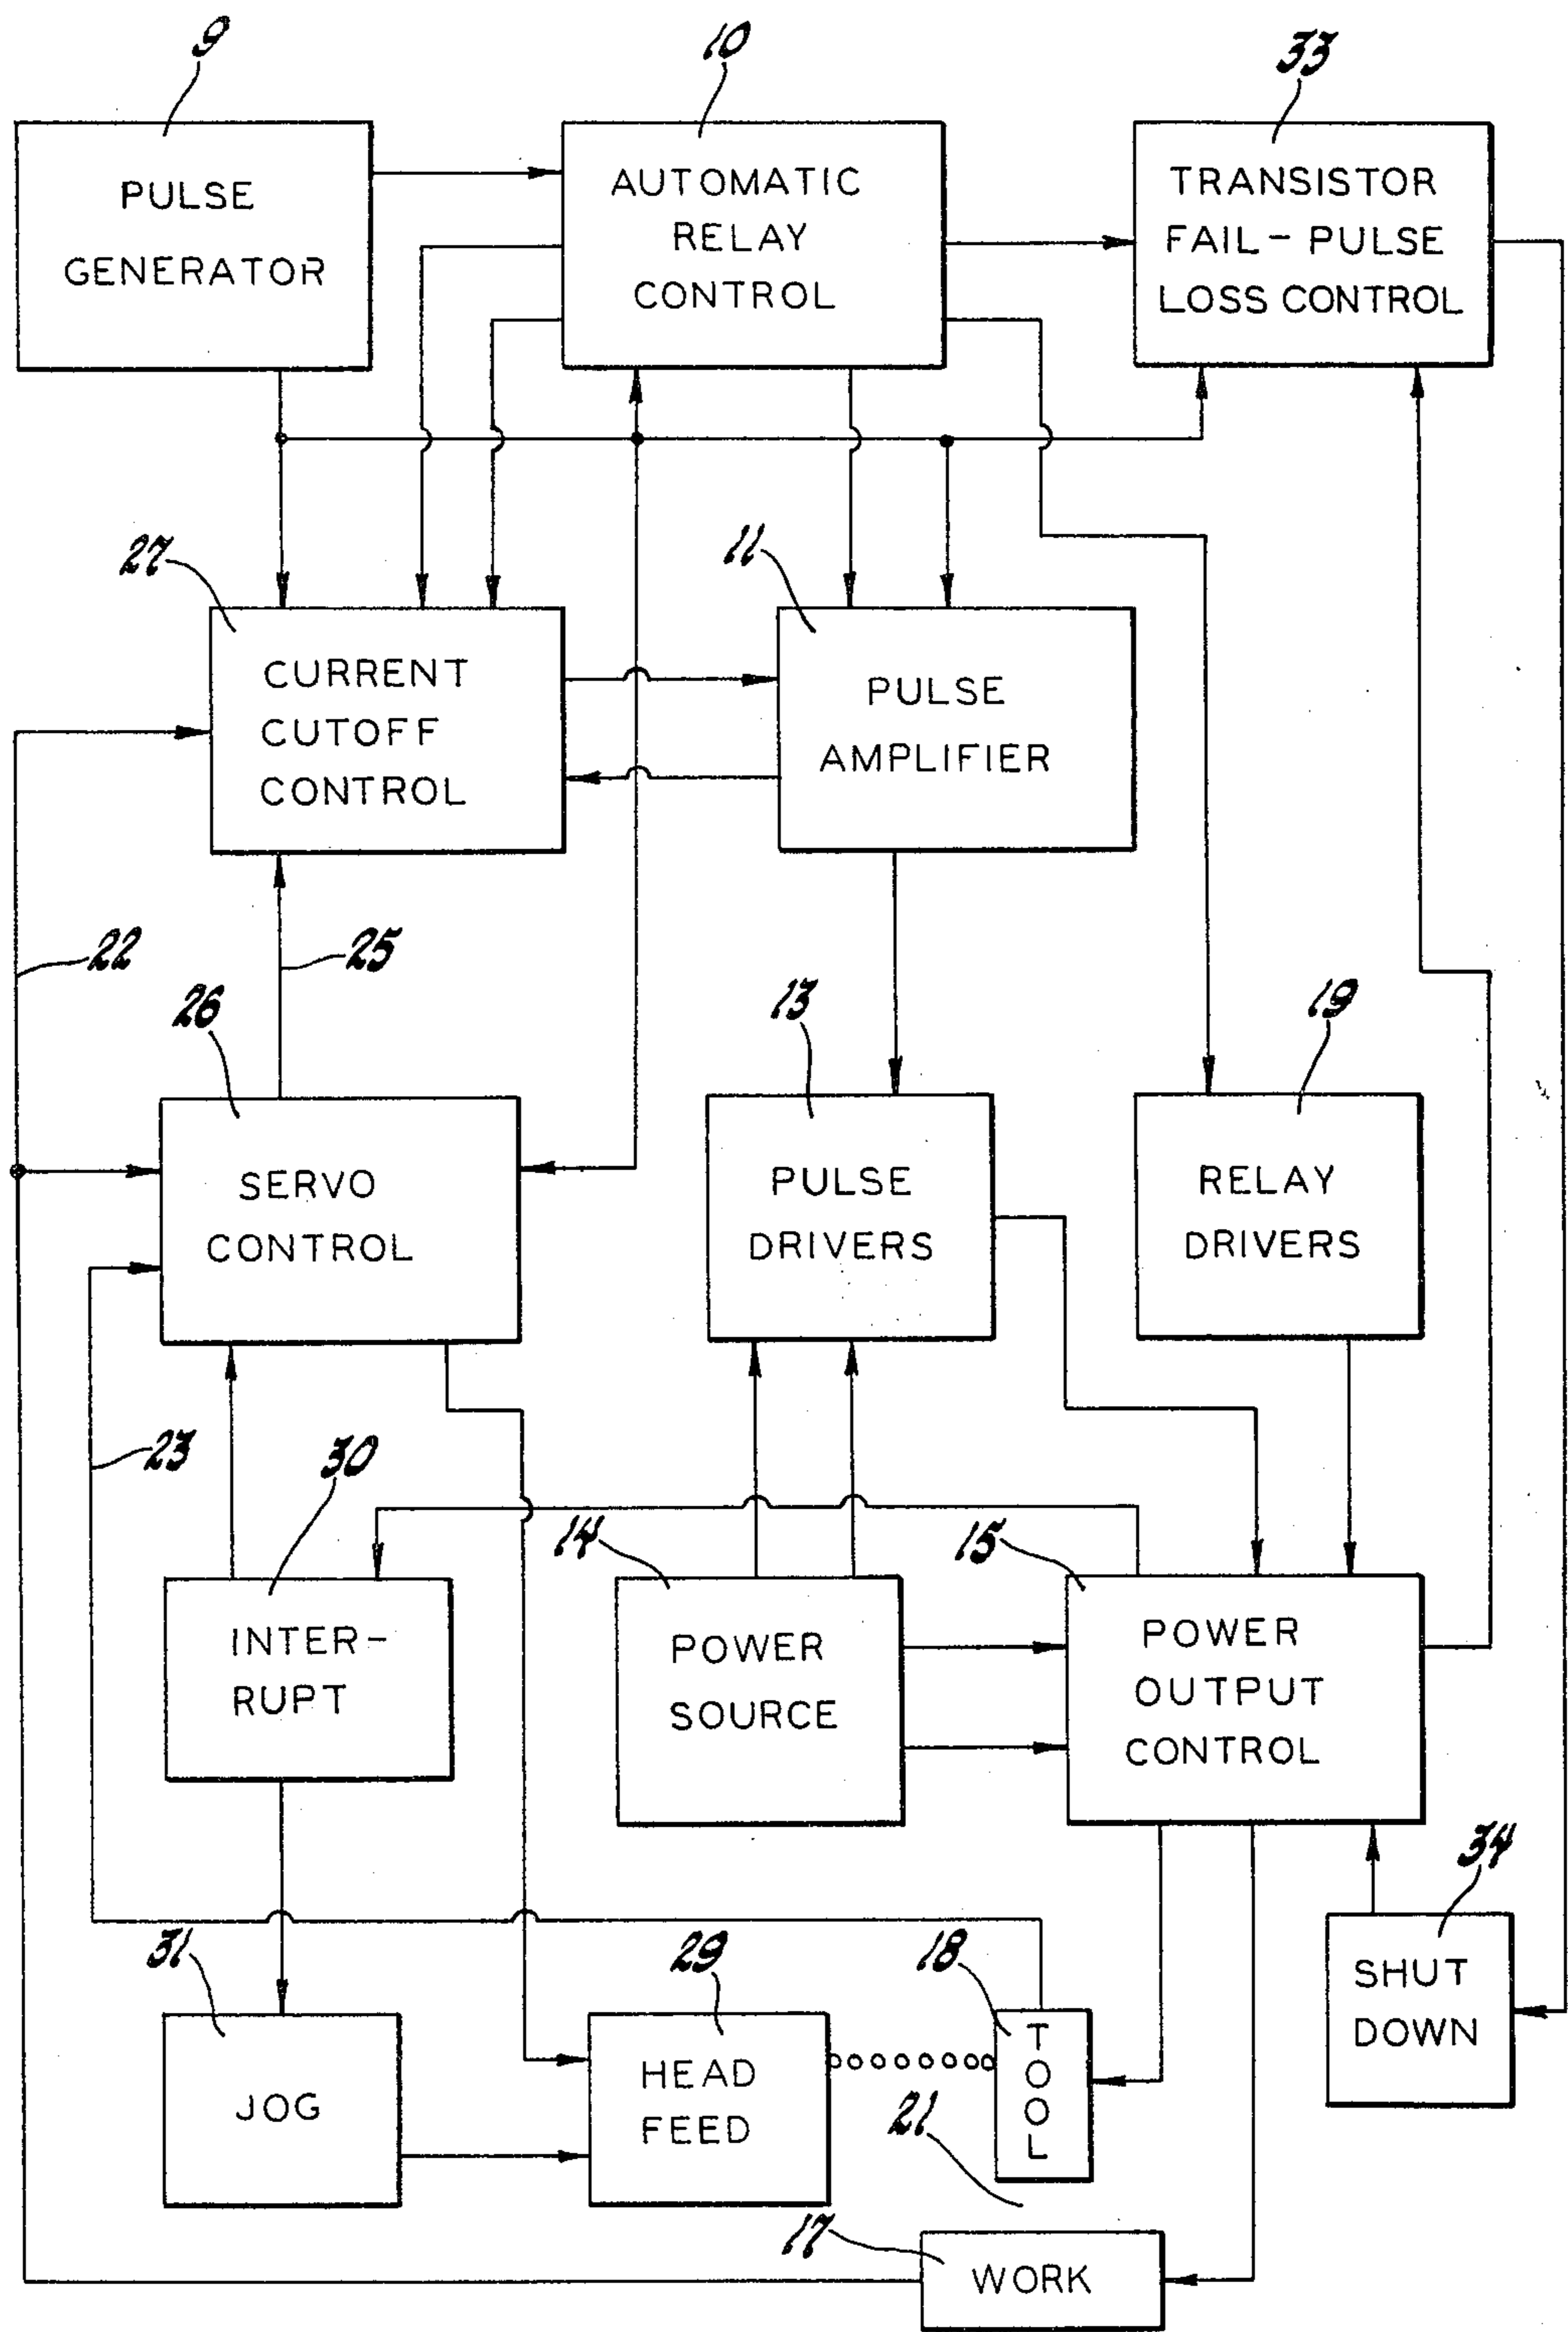 9
10
33
PULSE
GENERATOR
AUTOMATIC
RELAY
CONTROL
TRANSISTOR
FAIL - PULSE
LOSS CONTROL
27
11
CURRENT
CUTOFF
CONTROL
PULSE
AMPLIFIER
22
25
26
13
19
SERVO
CONTROL
PULSE
DRIVERS
RELAY
DRIVERS
23
30
14
15
INTER-
RUPT
POWER
SOURCE
POWER
OUTPUT
CONTROL
34
31
29
18
SHUT
DOWN
JOG
HEAD
FEED
TOOL
21
17
WORK